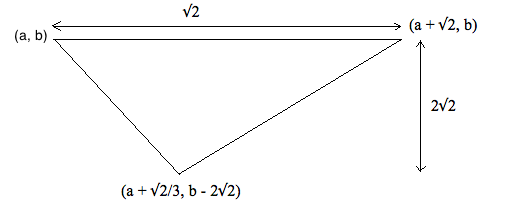 √2
(a, b)
(a + √2, b)
2√2
(a + √2/3, b - 2√2)